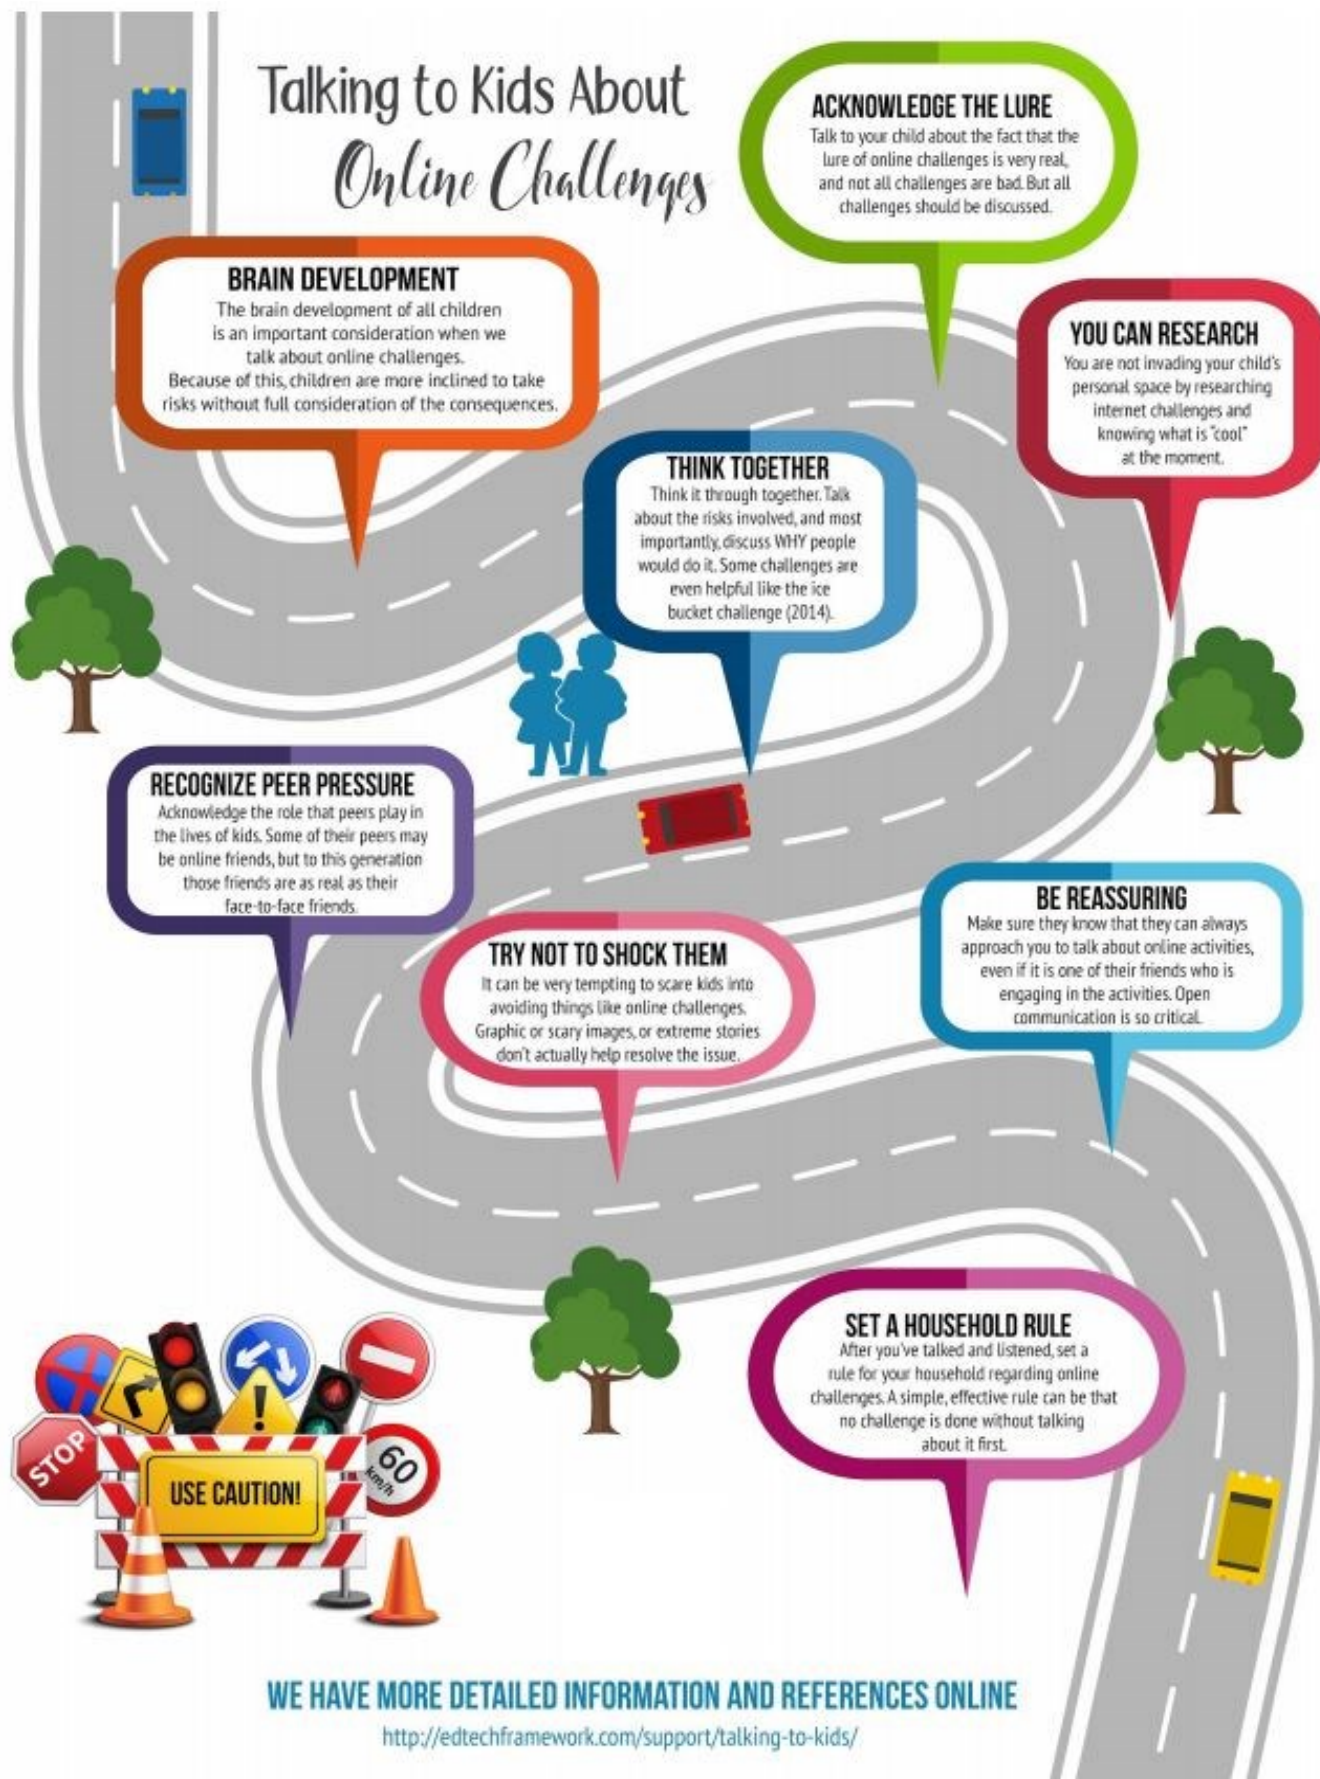 Talking to Kids About
Online Challenges
ACKNOWLEDGE THE LURE
Talk to your child about the fact that the
lure of online challenges is very real,
and not all challenges are bad. But all
challenges should be discussed.
BRAIN DEVELOPMENT
The brain development of all children
is an important consideration when we
talk about online challenges.
Because of this, children are more inclined to take
risks without full consideration of the consequences.
YOU CAN RESEARCH
You are not invading your child's
personal space by researching
internet challenges and
knowing what is "cool"
at the moment.
THINK TOGETHER
Think it through together. Talk
about the risks involved, and most
importantly, discuss WHY people
would do it. Some challenges are
even helpful like the ice
bucket challenge (2014).
RECOGNIZE PEER PRESSURE
Acknowledge the role that peers play in
the lives of kids. Some of their peers may
be online friends, but to this generation
those friends are as real as their
face-to-face friends.
TRY NOT TO SHOCK THEM
It can be very tempting to scare kids into
avoiding things like online challenges.
Graphic or scary images, or extreme stories
don't actually help resolve the issue.
BE REASSURING
Make sure they know that they can always
approach you to talk about online activities,
even if it is one of their friends who is
engaging in the activities. Open
communication is so critical.
SET A HOUSEHOLD RULE
After you've talked and listened, set a
rule for your household regarding online
challenges. A simple, effective rule can be that
no challenge is done without talking
about it first.
STOP
USE CAUTION!
60
km/h
WE HAVE MORE DETAILED INFORMATION AND REFERENCES ONLINE
http://edtechframework.com/support/talking-to-kids/